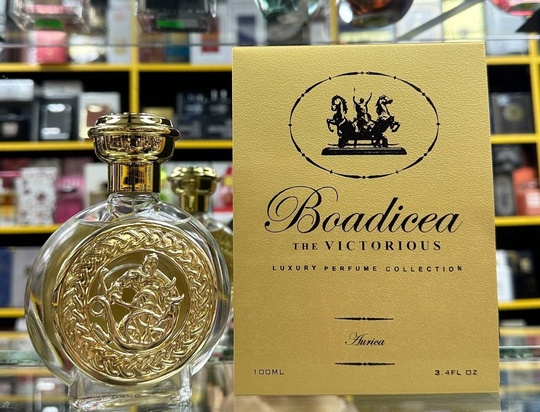 Boadicea
THE VICTORIOUS
LUXURY PERFUME COLLECTION
Aurica
100ML 3.4FL OZ